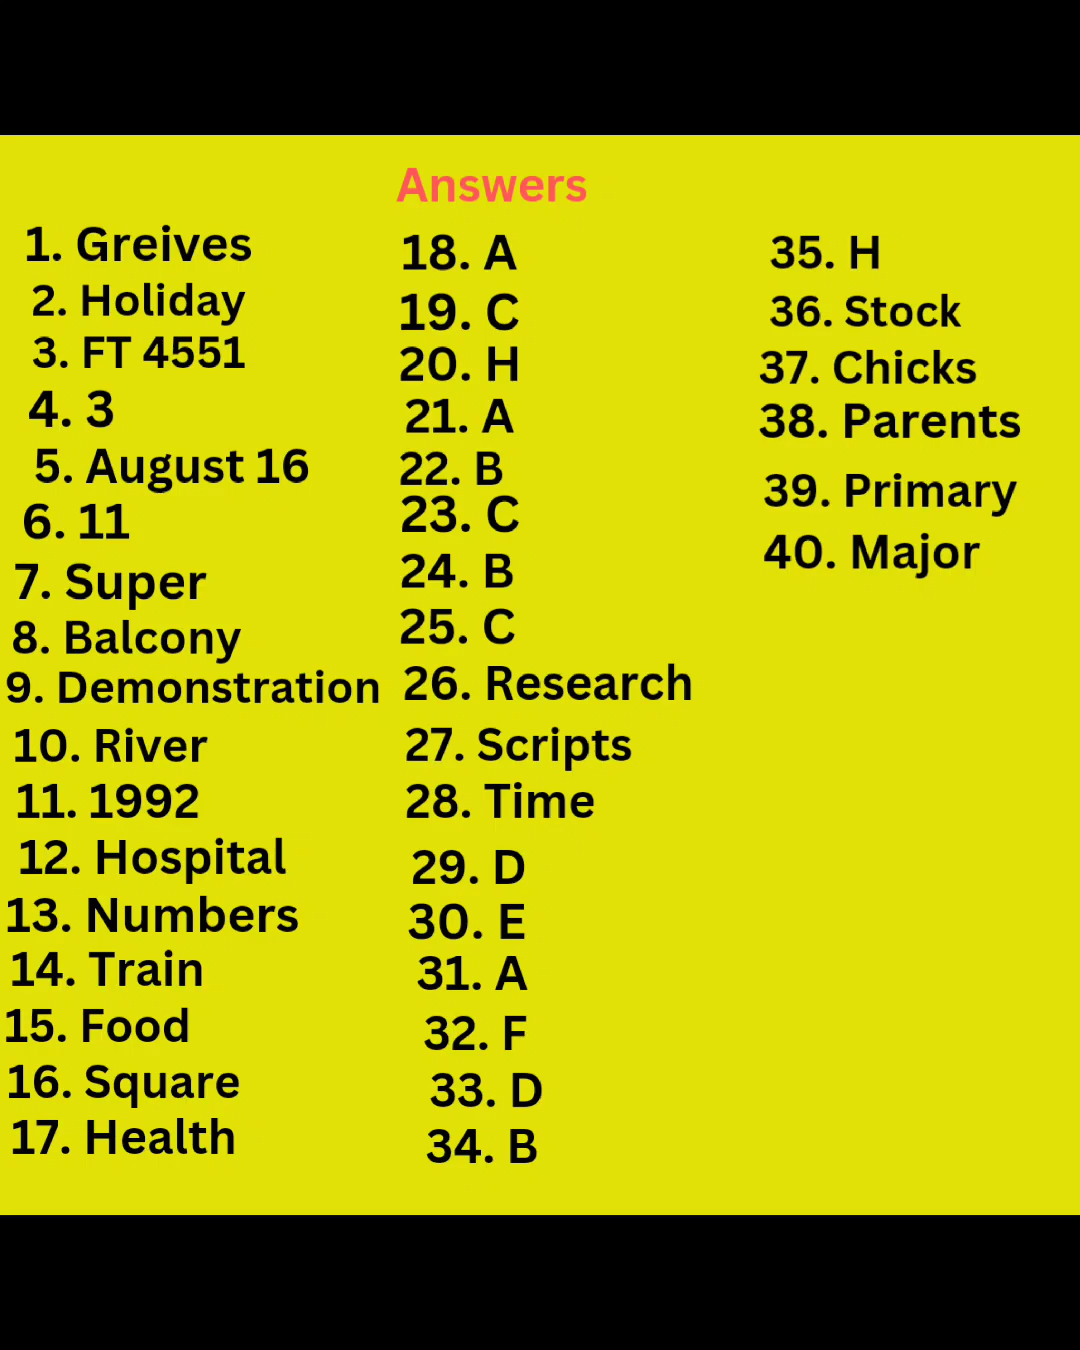 Answers
1. Greives
2. Holiday
3. FT 4551
4. 3
5. August 16
6. 11
7. Super
8. Balcony
9. Demonstration
10. River
11. 1992
12. Hospital
13. Numbers
14. Train
15. Food
16. Square
17. Health
18. A
19. C
20. H
21. A
22. B
23. C
24. B
25. C
26. Research
27. Scripts
28. Time
29. D
30. E
31. A
32. F
33. D
34. B
35. H
36. Stock
37. Chicks
38. Parents
39. Primary
40. Major